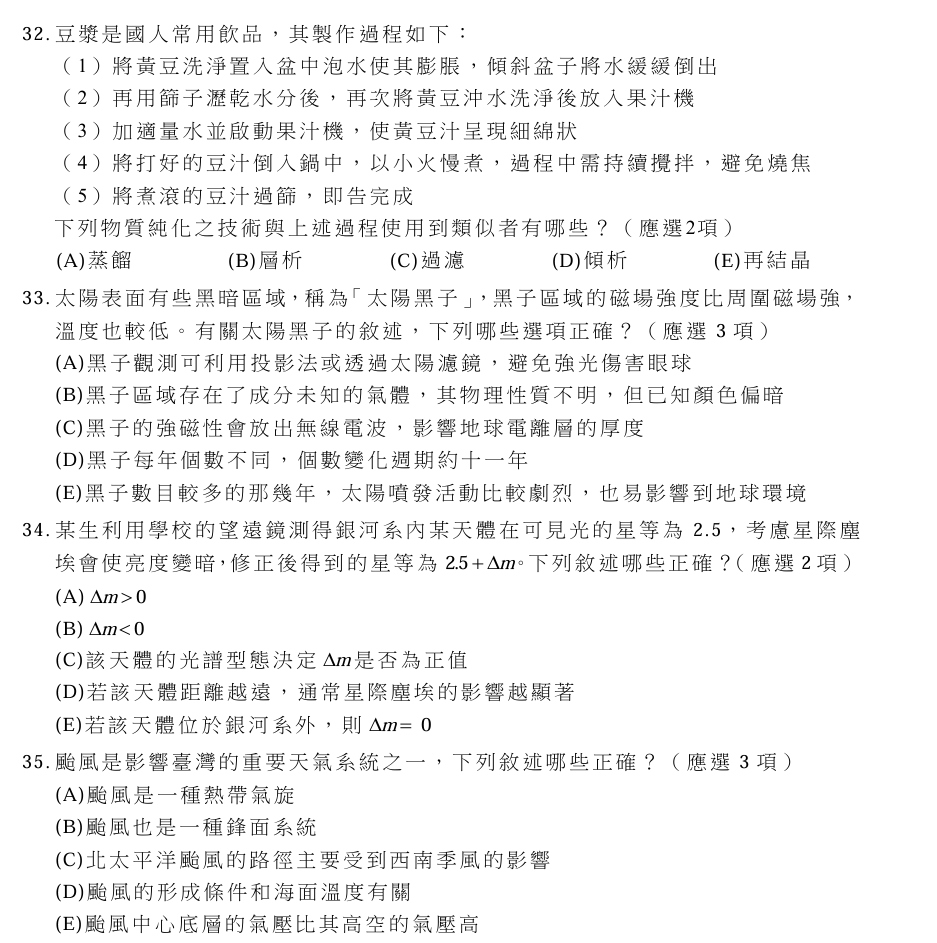 32. 豆漿是國人常用飲品，其製作過程如下：
（1）將黃豆洗淨置入盆中泡水使其膨脹，傾斜盆子將水緩緩倒出
（2）再用篩子瀝乾水分後，再次將黃豆沖水洗淨後放入果汁機
（3）加適量水並啟動果汁機，使黃豆汁呈現細綿狀
（4）將打好的豆汁倒入鍋中，以小火慢煮，過程中需持續攪拌，避免燒焦
（5）將煮滾的豆汁過篩，即告完成
下列物質純化之技術與上述過程使用到類似者有哪些？（應選2項）
(A)蒸餾 (B)層析 (C)過濾 (D)傾析 (E)再結晶
33. 太陽表面有些黑暗區域，稱為「太陽黑子」，黑子區域的磁場強度比周圍磁場強，
溫度也較低。有關太陽黑子的敘述，下列哪些選項正確？（應選 3 項）
(A)黑子觀測可利用投影法或透過太陽濾鏡，避免強光傷害眼球
(B)黑子區域存在了成分未知的氣體，其物理性質不明，但已知顏色偏暗
(C)黑子的強磁性會放出無線電波，影響地球電離層的厚度
(D)黑子每年個數不同，個數變化週期約十一年
(E)黑子數目較多的那幾年，太陽噴發活動比較劇烈，也易影響到地球環境
34. 某生利用學校的望遠鏡測得銀河系內某天體在可見光的星等為 2.5，考慮星際塵
埃會使亮度變暗，修正後得到的星等為 2.5+Δm。下列敘述哪些正確？（應選 2 項）
(A) Δm>0
(B) Δm<0
(C)該天體的光譜型態決定 Δm是否為正值
(D)若該天體距離越遠，通常星際塵埃的影響越顯著
(E)若該天體位於銀河系外，則 Δm= 0
35. 颱風是影響臺灣的重要天氣系統之一，下列敘述哪些正確？（應選 3 項）
(A)颱風是一種熱帶氣旋
(B)颱風也是一種鋒面系統
(C)北太平洋颱風的路徑主要受到西南季風的影響
(D)颱風的形成條件和海面溫度有關
(E)颱風中心底層的氣壓比其高空的氣壓高